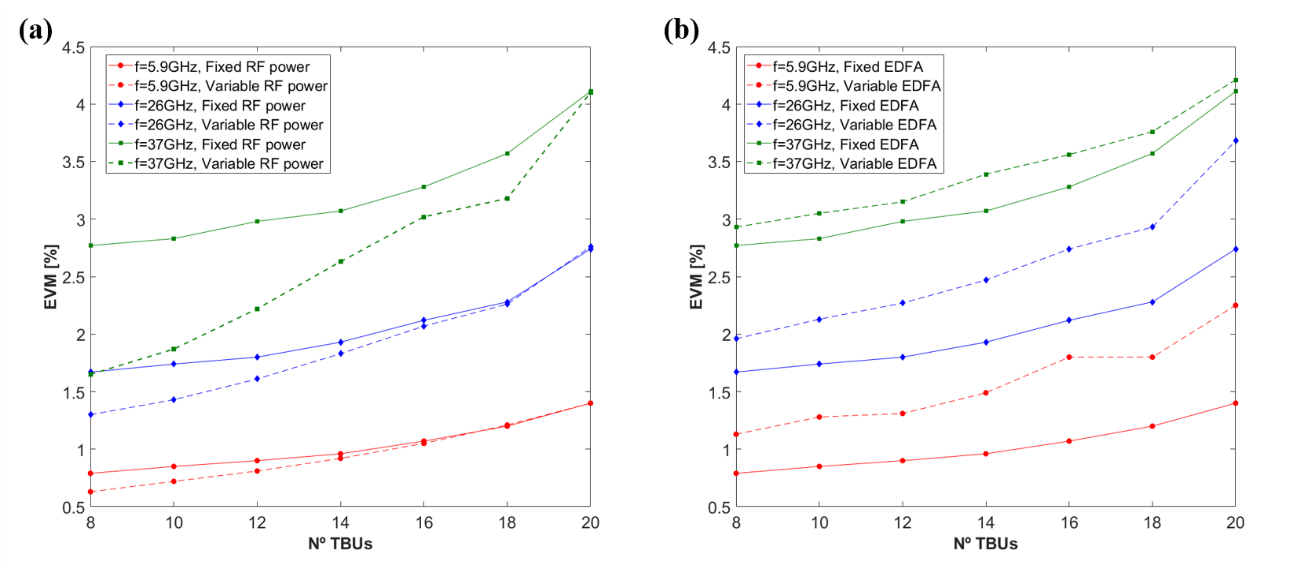 (a)
4.5
4
3.5
3
2.5
2
1.5
1
0.5
EVM [%]
f=5.9GHz, Fixed RF power
f=5.9GHz, Variable RF power
f=26GHz, Fixed RF power
f=26GHz, Variable RF power
f=37GHz, Fixed RF power
f=37GHz, Variable RF power
8 10 12 14 16 18 20
Nº TBUs
(b)
4.5
4
3.5
3
2.5
2
1.5
1
0.5
EVM [%]
f=5.9GHz, Fixed EDFA
f=5.9GHz, Variable EDFA
f=26GHz, Fixed EDFA
f=26GHz, Variable EDFA
f=37GHz, Fixed EDFA
f=37GHz, Variable EDFA
8 10 12 14 16 18 20
Nº TBUs